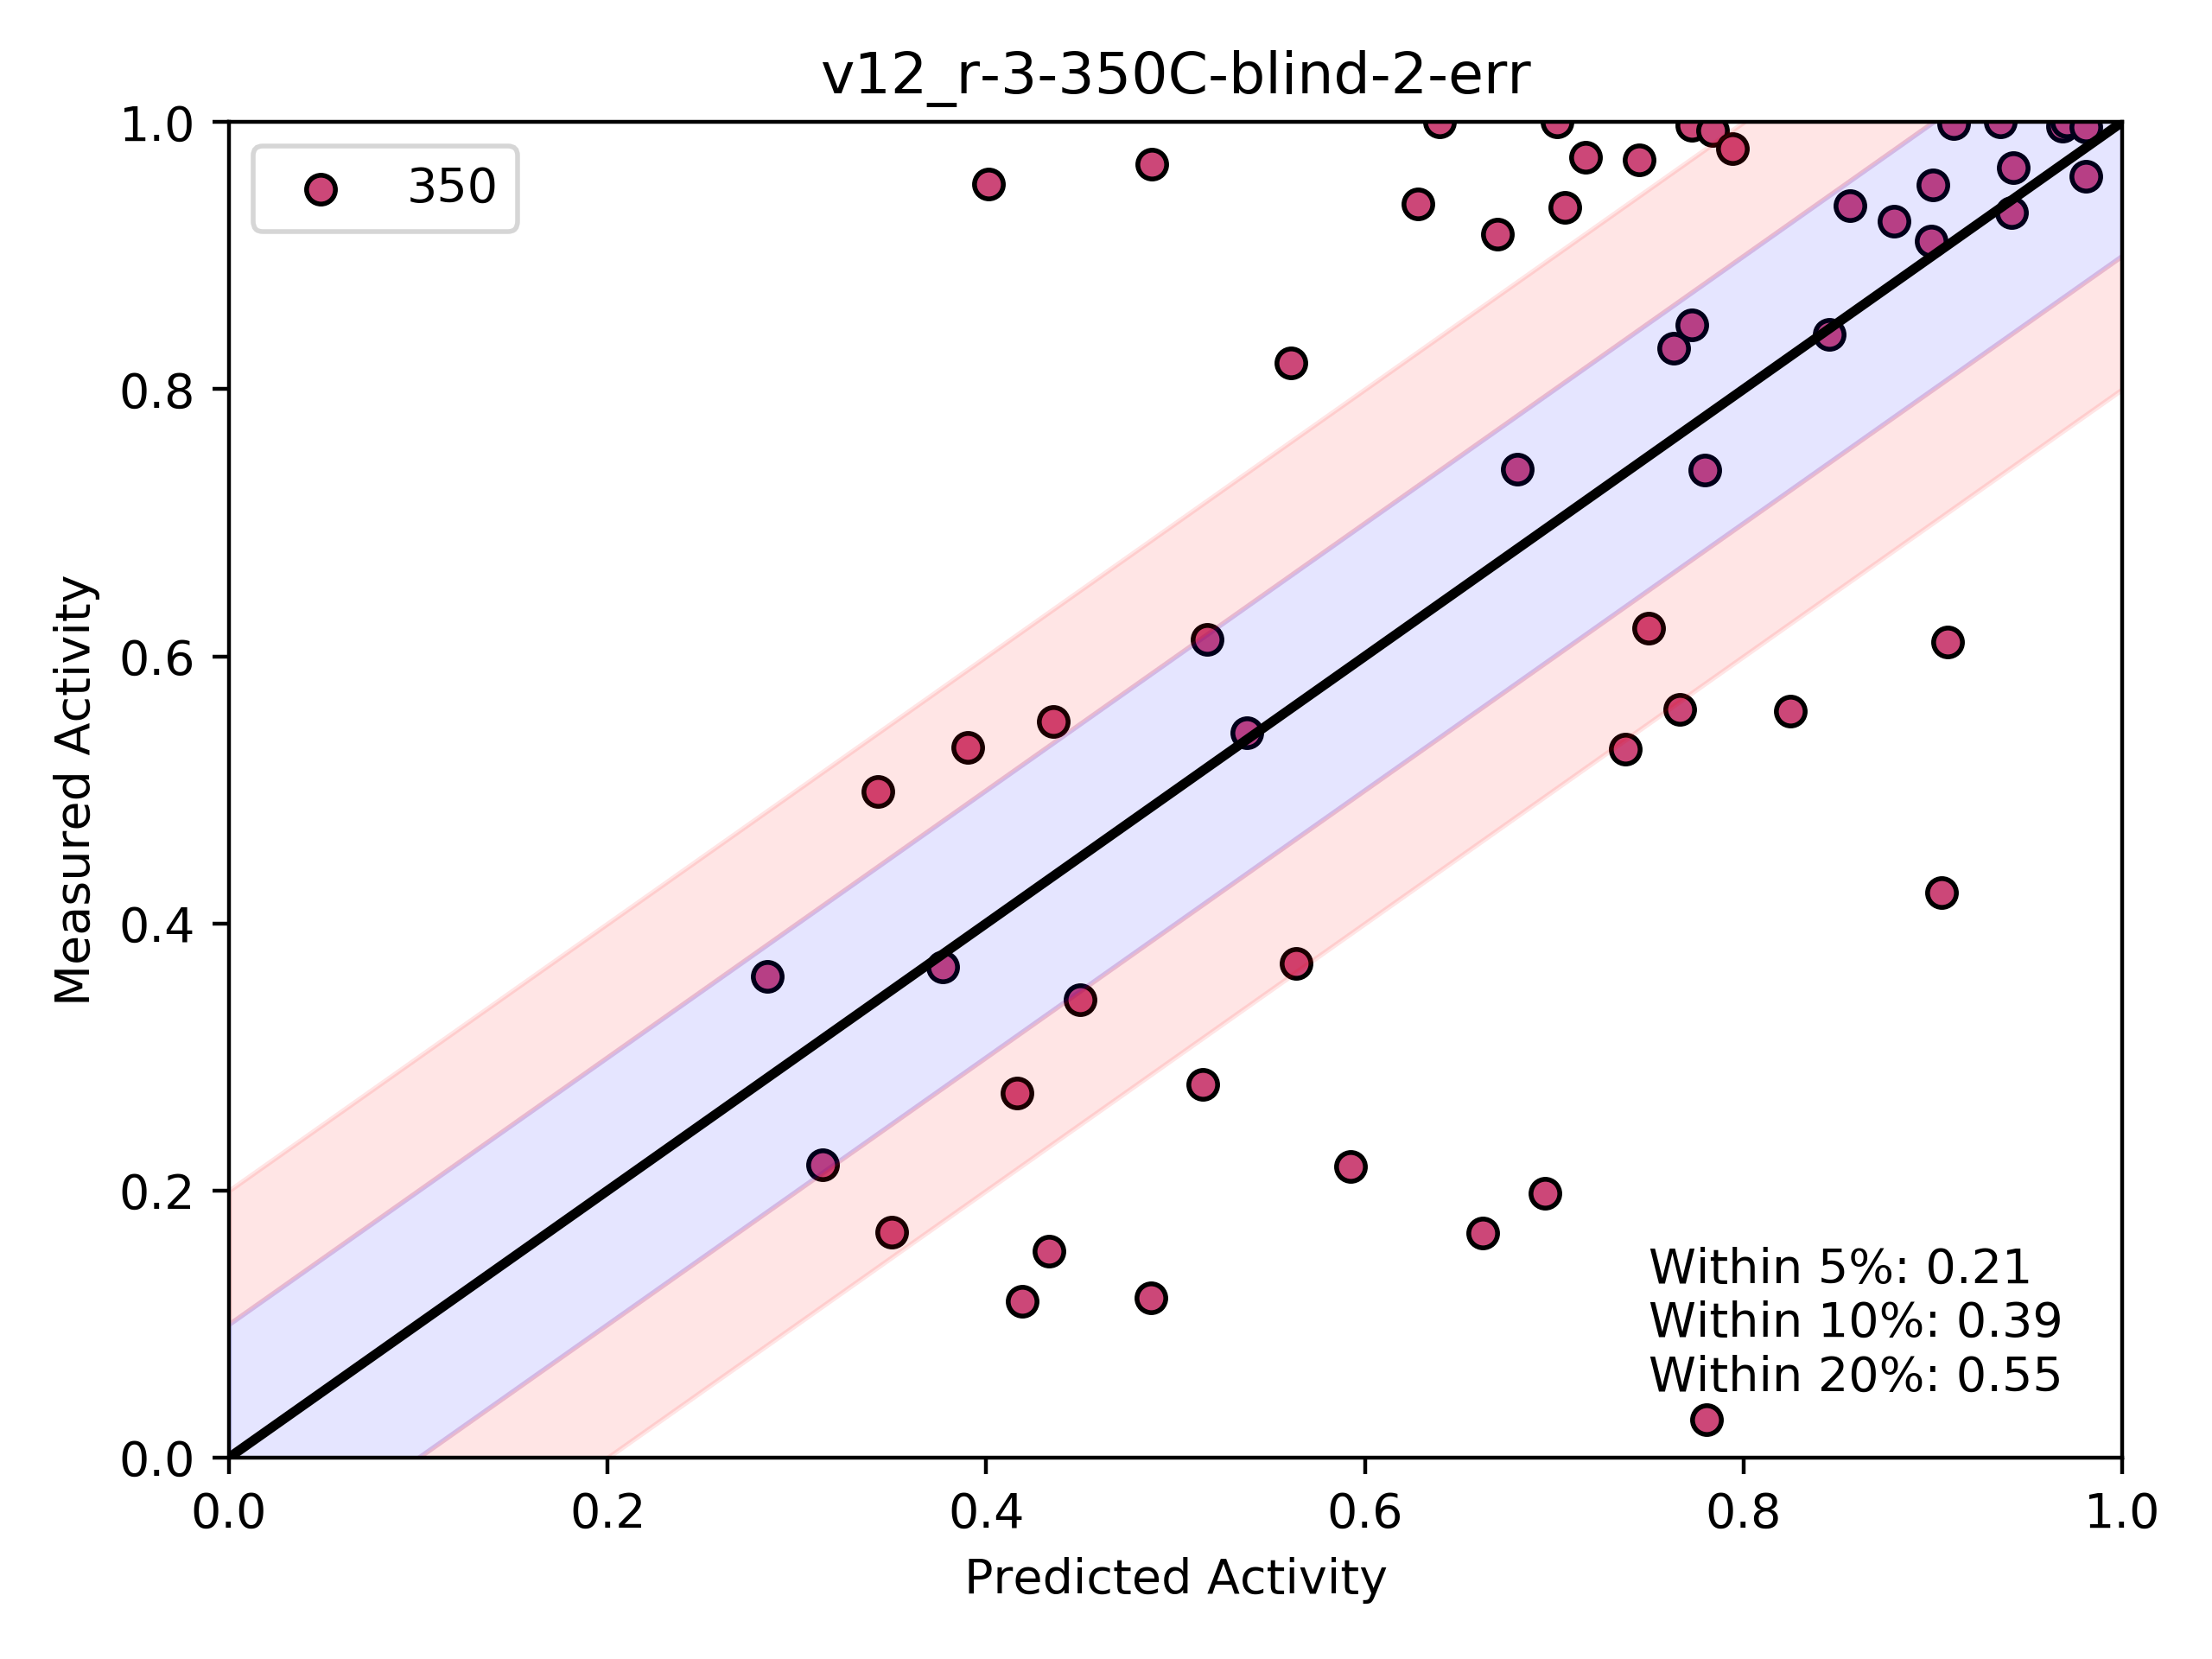 v12_r-3-350C-blind-2-err
350
Measured Activity
1.0
0.8
0.6
0.4
0.2
0.0
Within 5%: 0.21
Within 10%: 0.39
Within 20%: 0.55
0.0 0.2 0.4 0.6 0.8 1.0
Predicted Activity